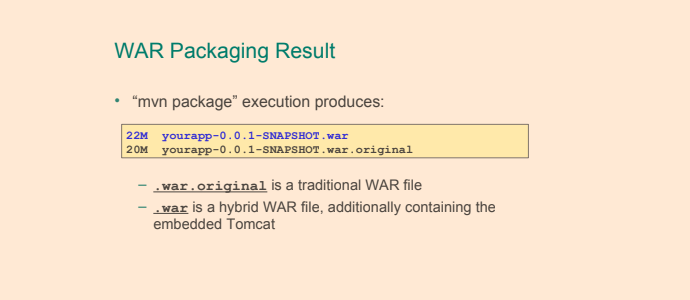 WAR Packaging Result
• “mvn package” execution produces:
22M yourapp-0.0.1-SNAPSHOT.war
20M yourapp-0.0.1-SNAPSHOT.war.original
– .war.original is a traditional WAR file
– .war is a hybrid WAR file, additionally containing the
embedded Tomcat